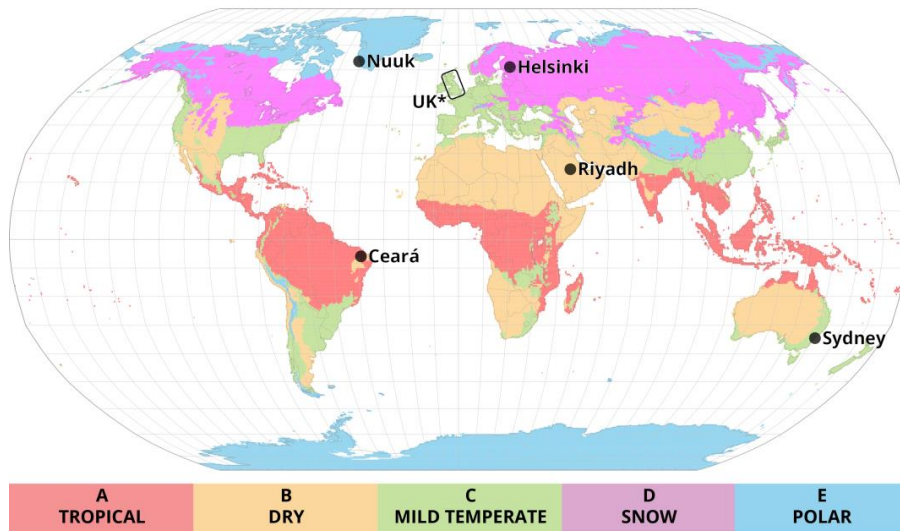 Nuuk
Helsinki
UK*
Riyadh
Ceará
Sydney
A
TROPICAL
B
DRY
C
MILD TEMPERATE
D
SNOW
E
POLAR